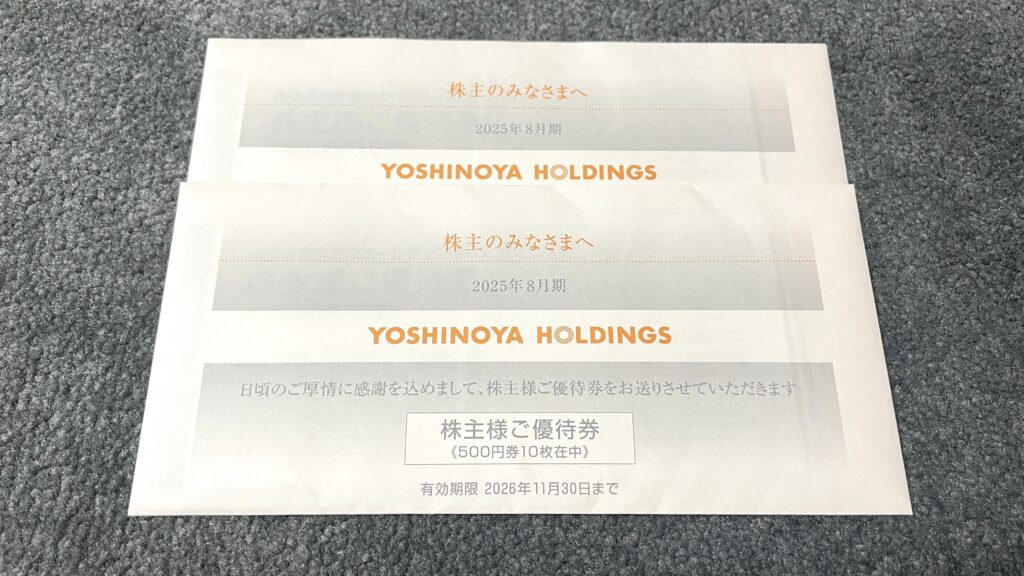 株主のみなさまへ
2025年8月期
YOSHINOYA HOLDINGS
株主のみなさまへ
2025年8月期
YOSHINOYA HOLDINGS
日頃のご厚情に感謝を込めまして、株主様ご優待券をお送りさせていただきます
株主様ご優待券
《500円券10枚在中》
有効期限 2026年11月30日まで